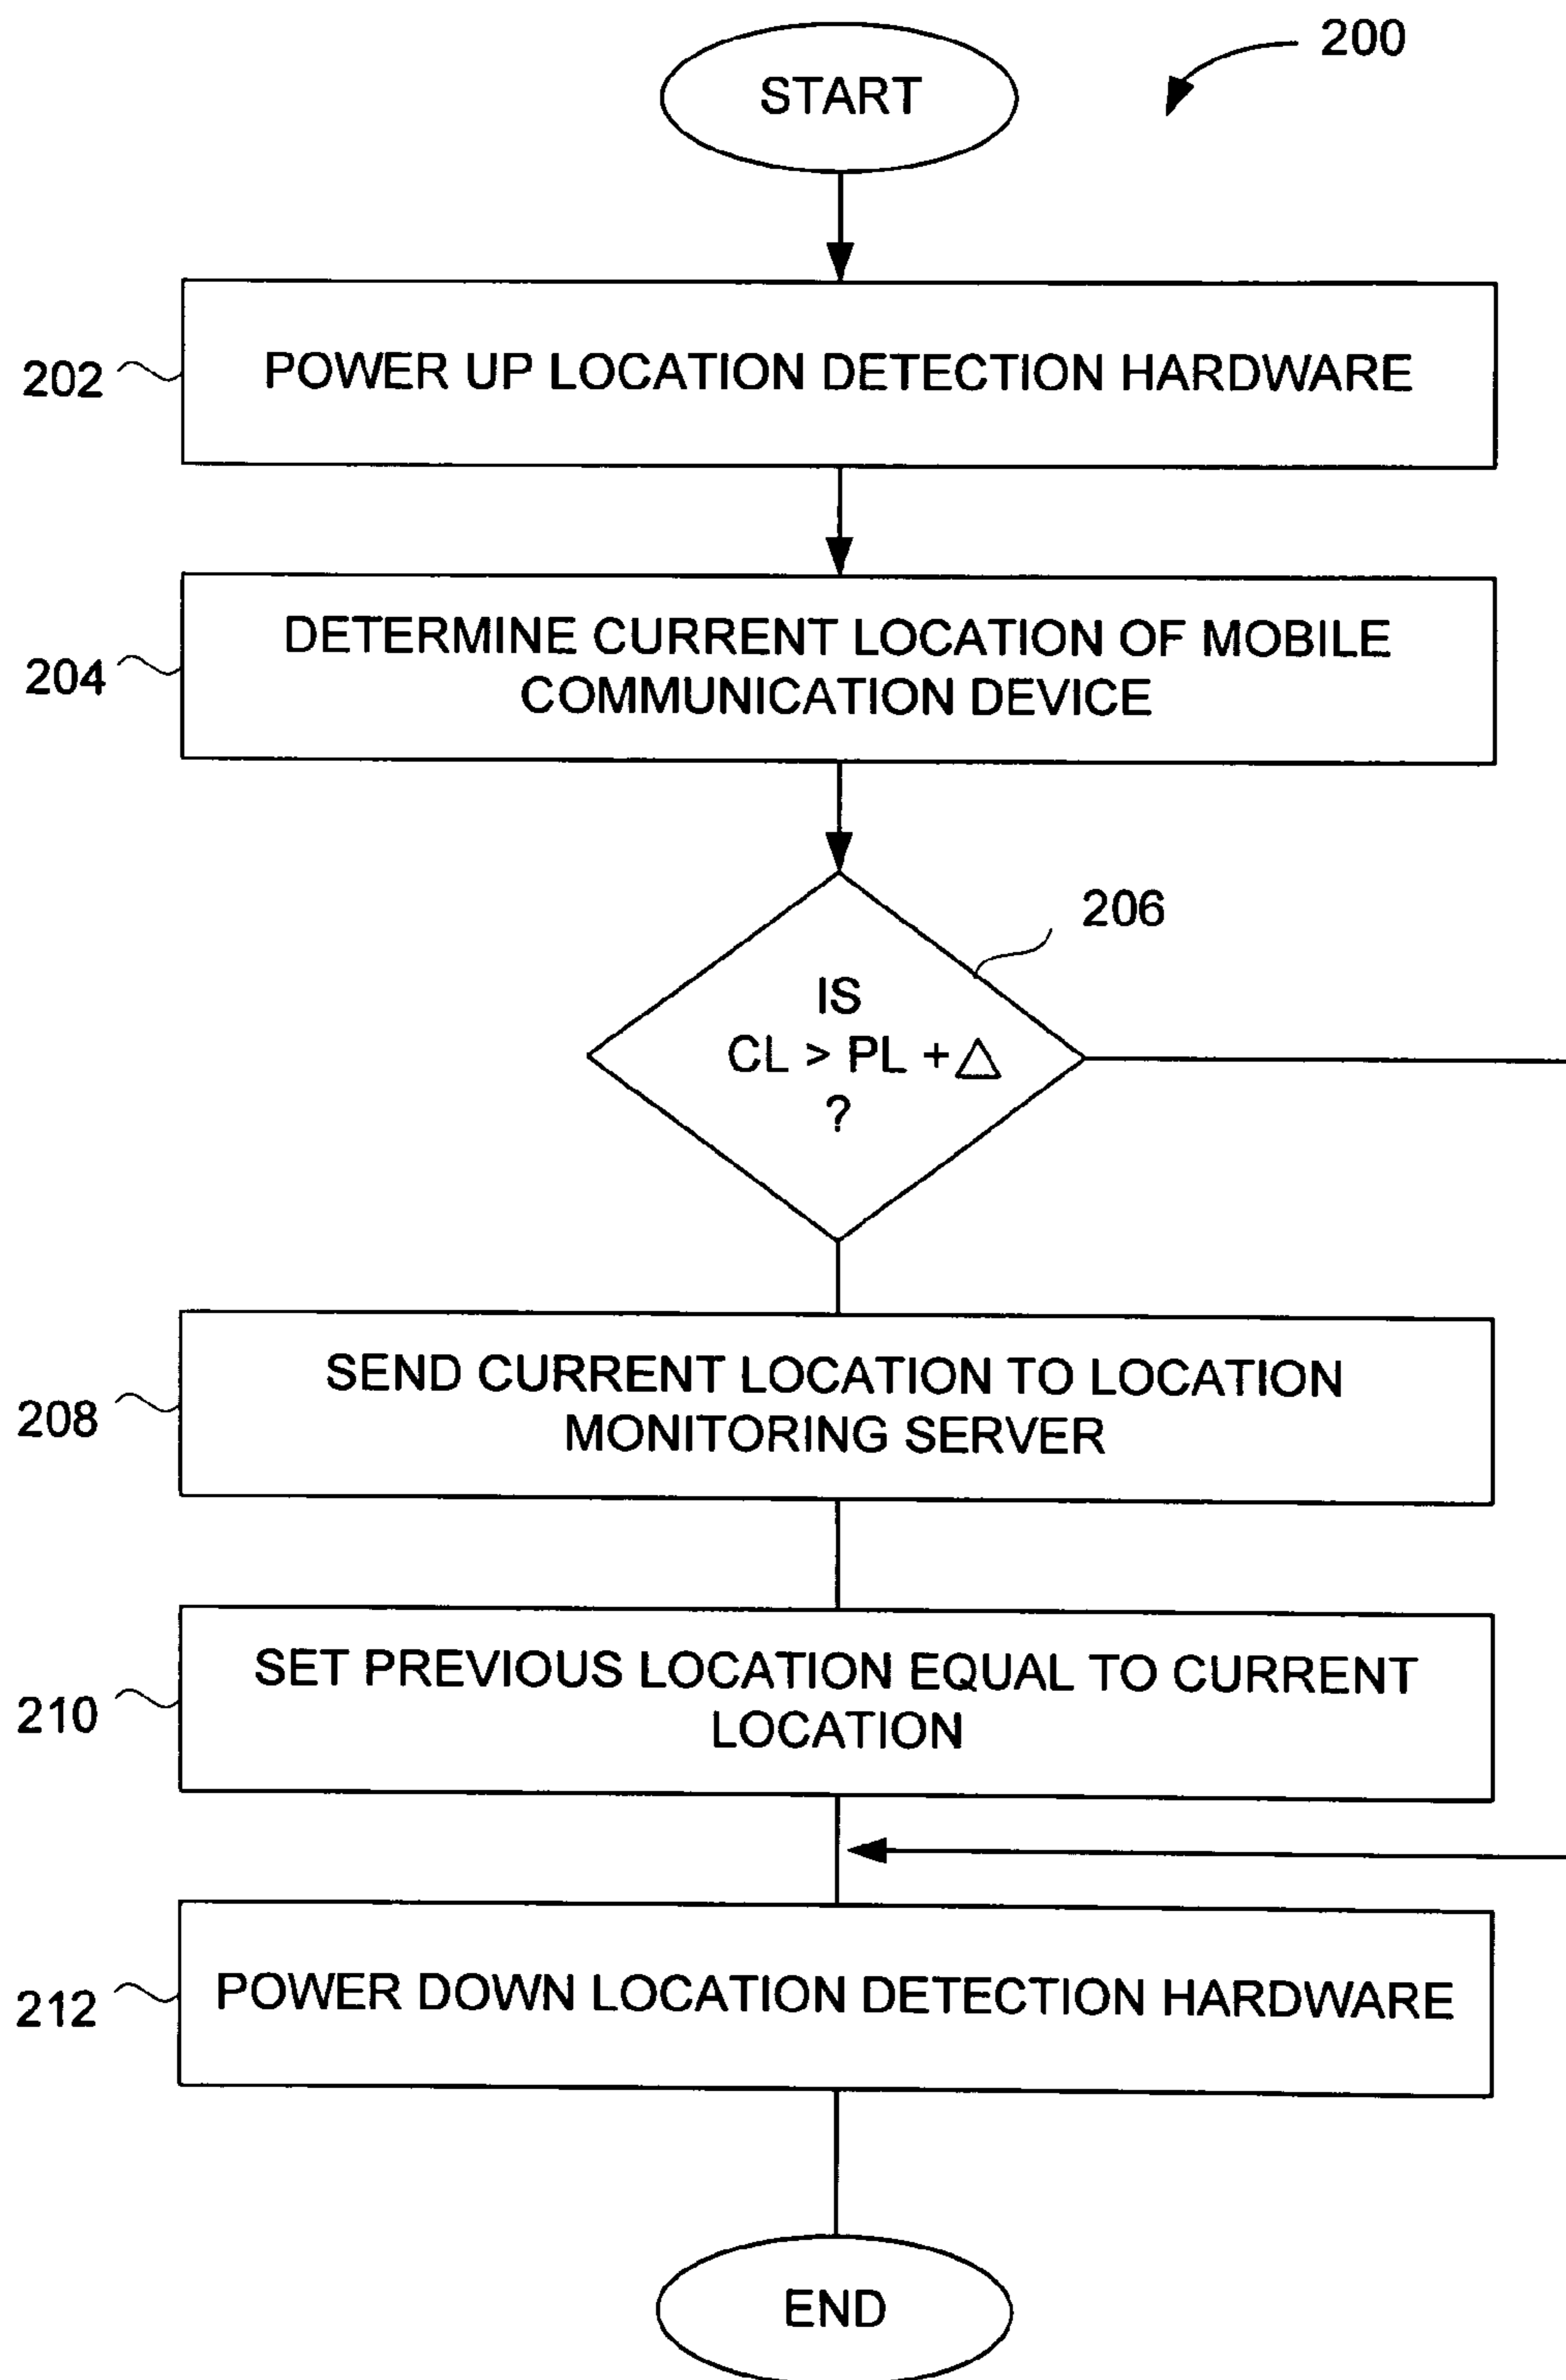 200
START
202
POWER UP LOCATION DETECTION HARDWARE
204
DETERMINE CURRENT LOCATION OF MOBILE
COMMUNICATION DEVICE
206
IS
CL > PL + △
?
208
SEND CURRENT LOCATION TO LOCATION
MONITORING SERVER
210
SET PREVIOUS LOCATION EQUAL TO CURRENT
LOCATION
212
POWER DOWN LOCATION DETECTION HARDWARE
END